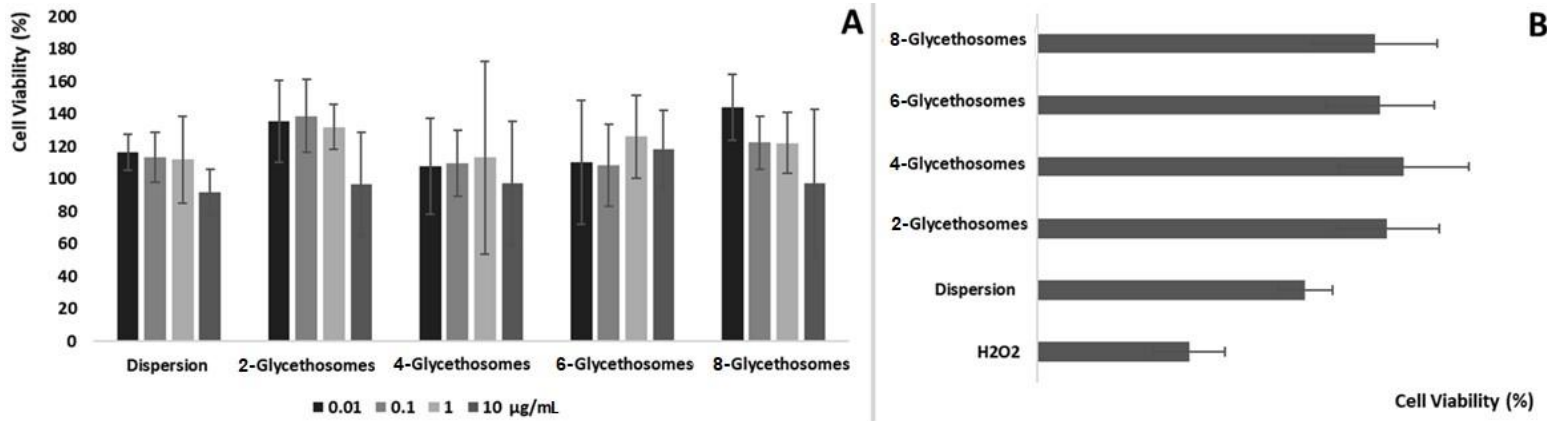 A
Cell Viability (%)
200
180
160
140
120
100
80
60
40
20
0
Dispersion 2-Glycethosomes 4-Glycethosomes 6-Glycethosomes 8-Glycethosomes
0.01 0.1 1 10 µg/mL
B
8-Glycethosomes
6-Glycethosomes
4-Glycethosomes
2-Glycethosomes
Dispersion
H2O2
Cell Viability (%)